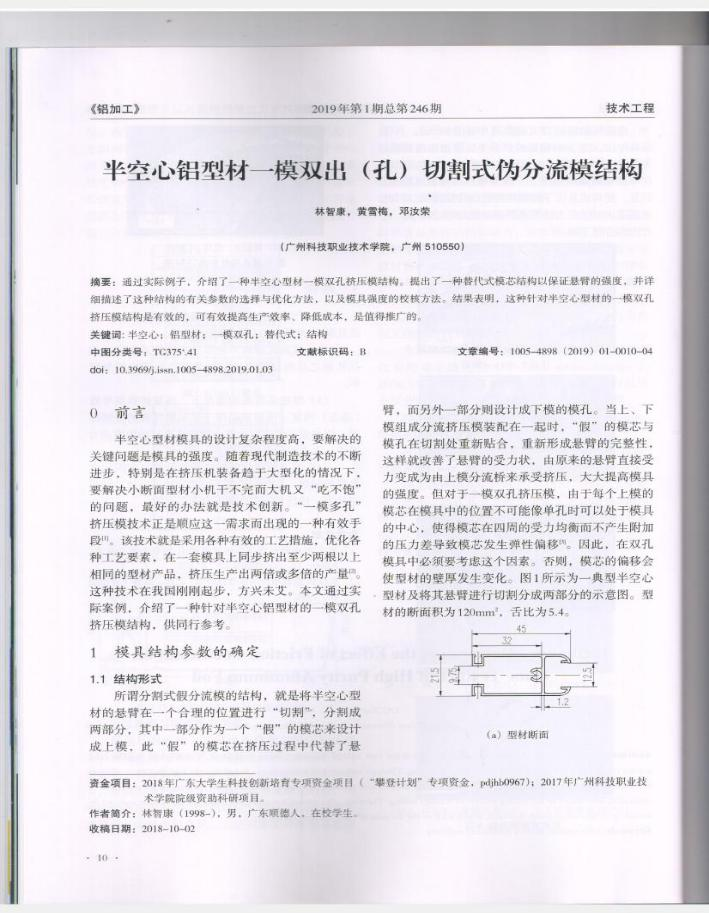 《铝加工》
2019年第1期总第246期
技术工程
半空心铝型材一模双出（孔）切割式伪分流模结构
林智康，黄雪梅，邓汝荣
（广州科技职业技术学院，广州 510550）
摘要：通过实际例子，介绍了一种半空心型材一模双孔挤压模结构。提出了一种替代式模芯结构以保证悬臂的强度，并详
细描述了这种结构的有关参数的选择与优化方法，以及模具强度的校核方法。结果表明，这种针对半空心型材的一模双孔
挤压模结构是有效的，可有效提高生产效率、降低成本，是值得推广的。
关键词：半空心；铝型材；一模双孔；替代式；结构
中图分类号：TG375+.41
文献标识码：B
文章编号：1005-4898（2019）01-0010-04
doi：10.3969/j.issn.1005-4898.2019.01.03
0 前言
半空心型材模具的设计复杂程度高，要解决的
关键问题是模具的强度。随着现代制造技术的不断
进步，特别是在挤压机装备趋于大型化的情况下，
要解决小断面型材小机干不完而大机又“吃不饱”
的问题，最好的办法就是技术创新。“一模多孔”
挤压模技术正是顺应这一需求而出现的一种有效手
段[1]。该技术就是采用各种有效的工艺措施，优化各
种工艺要素，在一套模具上同步挤出至少两根以上
相同的型材产品，挤压生产出两倍或多倍的产量[2]。
这种技术在我国刚刚起步，方兴未艾。本文通过实
际案例，介绍了一种针对半空心铝型材的一模双孔
挤压模结构，供同行参考。
1 模具结构参数的确定
1.1 结构形式
所谓分割式假分流模的结构，就是将半空心型
材的悬臂在一个合理的位置进行“切割”，分割成
两部分，其中一部分作为一个“假”的模芯来设计
成上模，此“假”的模芯在挤压过程中代替了悬
臂，而另外一部分则设计成下模的模孔。当上、下
模组成分流挤压模装配在一起时，“假”的模芯与
模孔在切割处重新贴合，重新形成悬臂的完整性，
这样就改善了悬臂的受力状，由原来的悬臂直接受
力变成为由上模分流桥来承受挤压，大大提高模具
的强度。但对于一模双孔挤压模，由于每个上模的
模芯在模具中的位置不可能像单孔时可以处于模具
的中心，使得模芯在四周的受力均衡而不产生附加
的压力差导致模芯发生弹性偏移[3]。因此，在双孔
模具中必须要考虑这个因素。否则，模芯的偏移会
使型材的壁厚发生变化。图1所示为一典型半空心
型材及将其悬臂进行切割分成两部分的示意图。型
材的断面积为120mm²，舌比为5.4。
45
32
21.5
9.75
12.5
1.2
（a）型材断面
基金项目：2018年广东大学生科技创新培育专项资金项目（“攀登计划”专项资金，pdjhb0967）；2017年广州科技职业技
术学院院级资助科研项目。
作者简介：林智康（1998-），男，广东顺德人，在校学生。
收稿日期：2018-10-02
· 10 ·